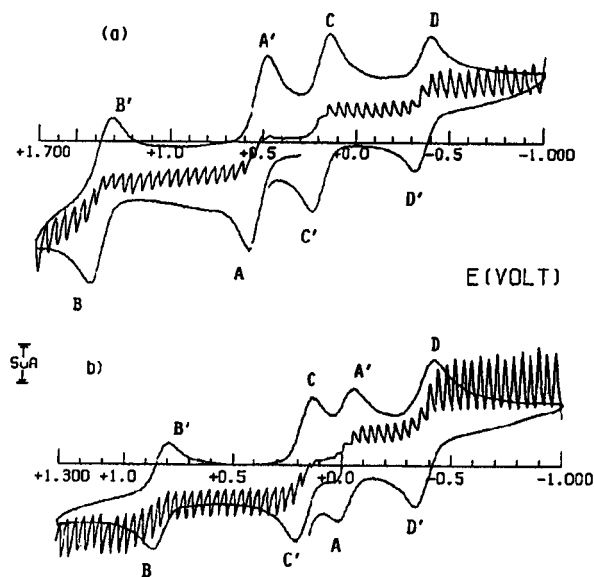 (a)
A'
C
D
B'
+1.700
+1.0
+0.5
+0.0
-0.5
-1.000
D'
C'
A
B
E(VOLT)
5uA
b)
C
A'
D
B'
+1.300
+1.0
+0.5
+0.0
-0.5
-1.000
B
C'
A
D'